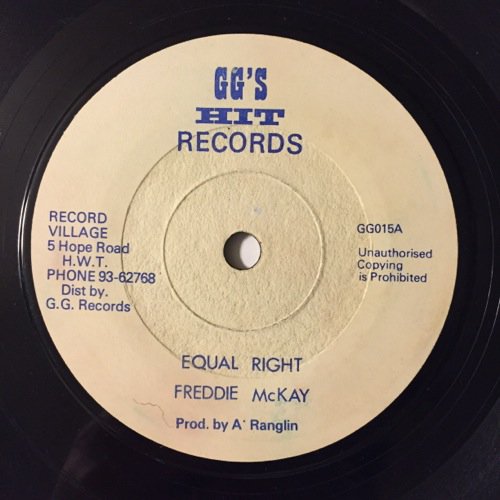 GG'S
HIT
RECORDS
RECORD
VILLAGE
5 Hope Road
H.W.T.
PHONE 93-62768
Dist by.
G.G. Records
GG015A
Unauthorised
Copying
is Prohibited
EQUAL RIGHT
FREDDIE McKAY
Prod. by A' Ranglin